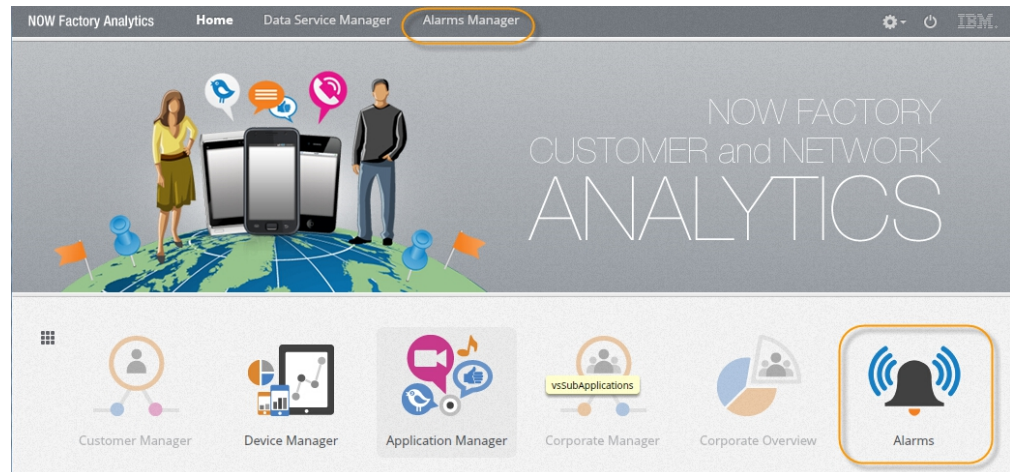 NOW Factory Analytics Home Data Service Manager Alarms Manager IBM.
NOW FACTORY
CUSTOMER and NETWORK
ANALYTICS
vsSubApplications
Customer Manager Device Manager Application Manager Corporate Manager Corporate Overview Alarms